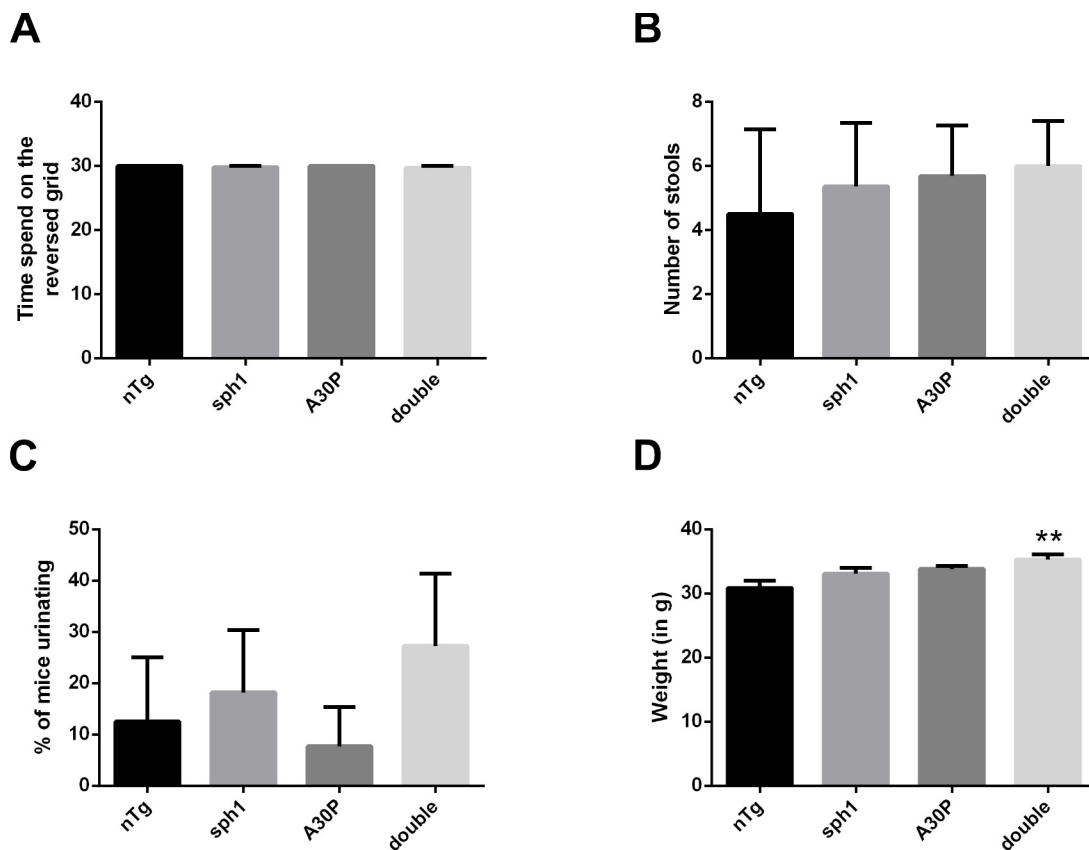 A
Time spend on the
reversed grid
40
30
20
10
0
nTg
sph1
A30P
double
B
Number of stools
8
6
4
2
0
nTg
sph1
A30P
double
C
% of mice urinating
50
40
30
20
10
0
nTg
sph1
A30P
double
D
Weight (in g)
40
30
20
10
0
**
nTg
sph1
A30P
double